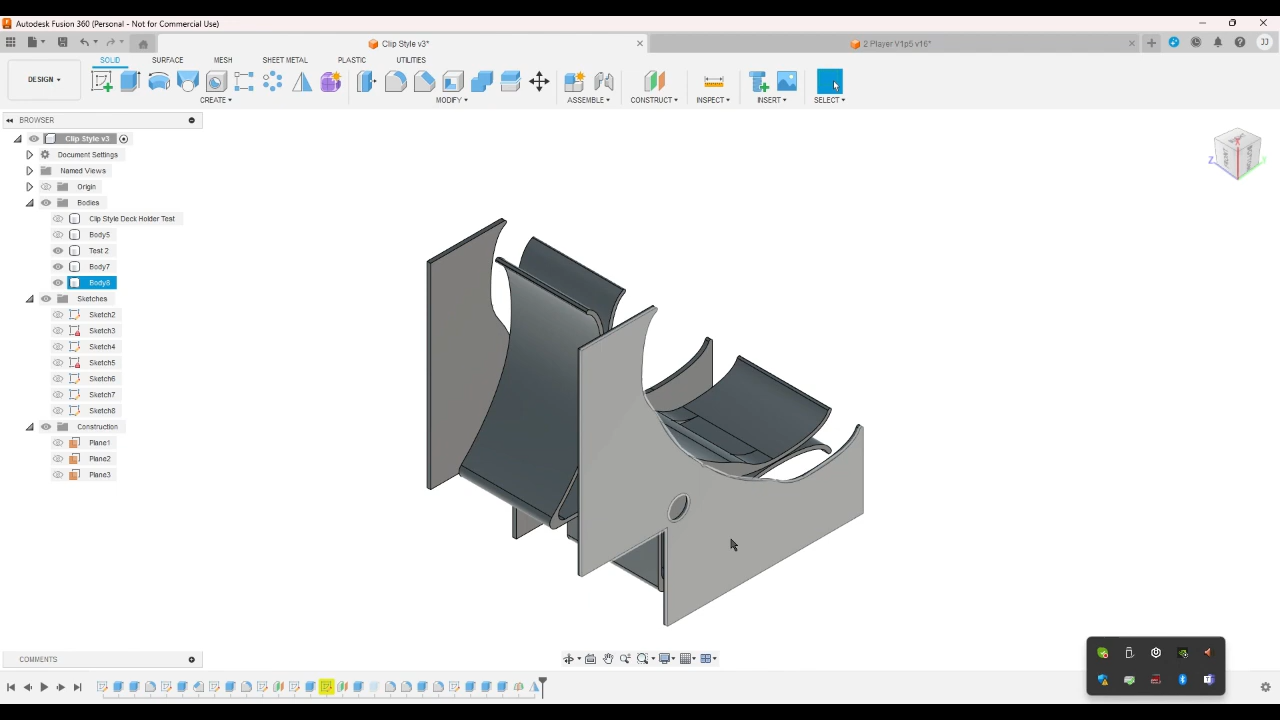 Autodesk Fusion 360 (Personal - Not for Commercial Use)
Clip Style v3*
2 Player V1p5 v16*
JJ
SOLID SURFACE MESH SHEET METAL PLASTIC UTILITIES
DESIGN
CREATE MODIFY ASSEMBLE CONSTRUCT INSPECT INSERT SELECT
BROWSER
Clip Style v3
Document Settings
Named Views
Origin
Bodies
Clip Style Deck Holder Test
Body5
Test 2
Body7
Body8
Sketches
Sketch2
Sketch3
Sketch4
Sketch5
Sketch6
Sketch7
Sketch8
Construction
Plane1
Plane2
Plane3
Z
COMMENTS